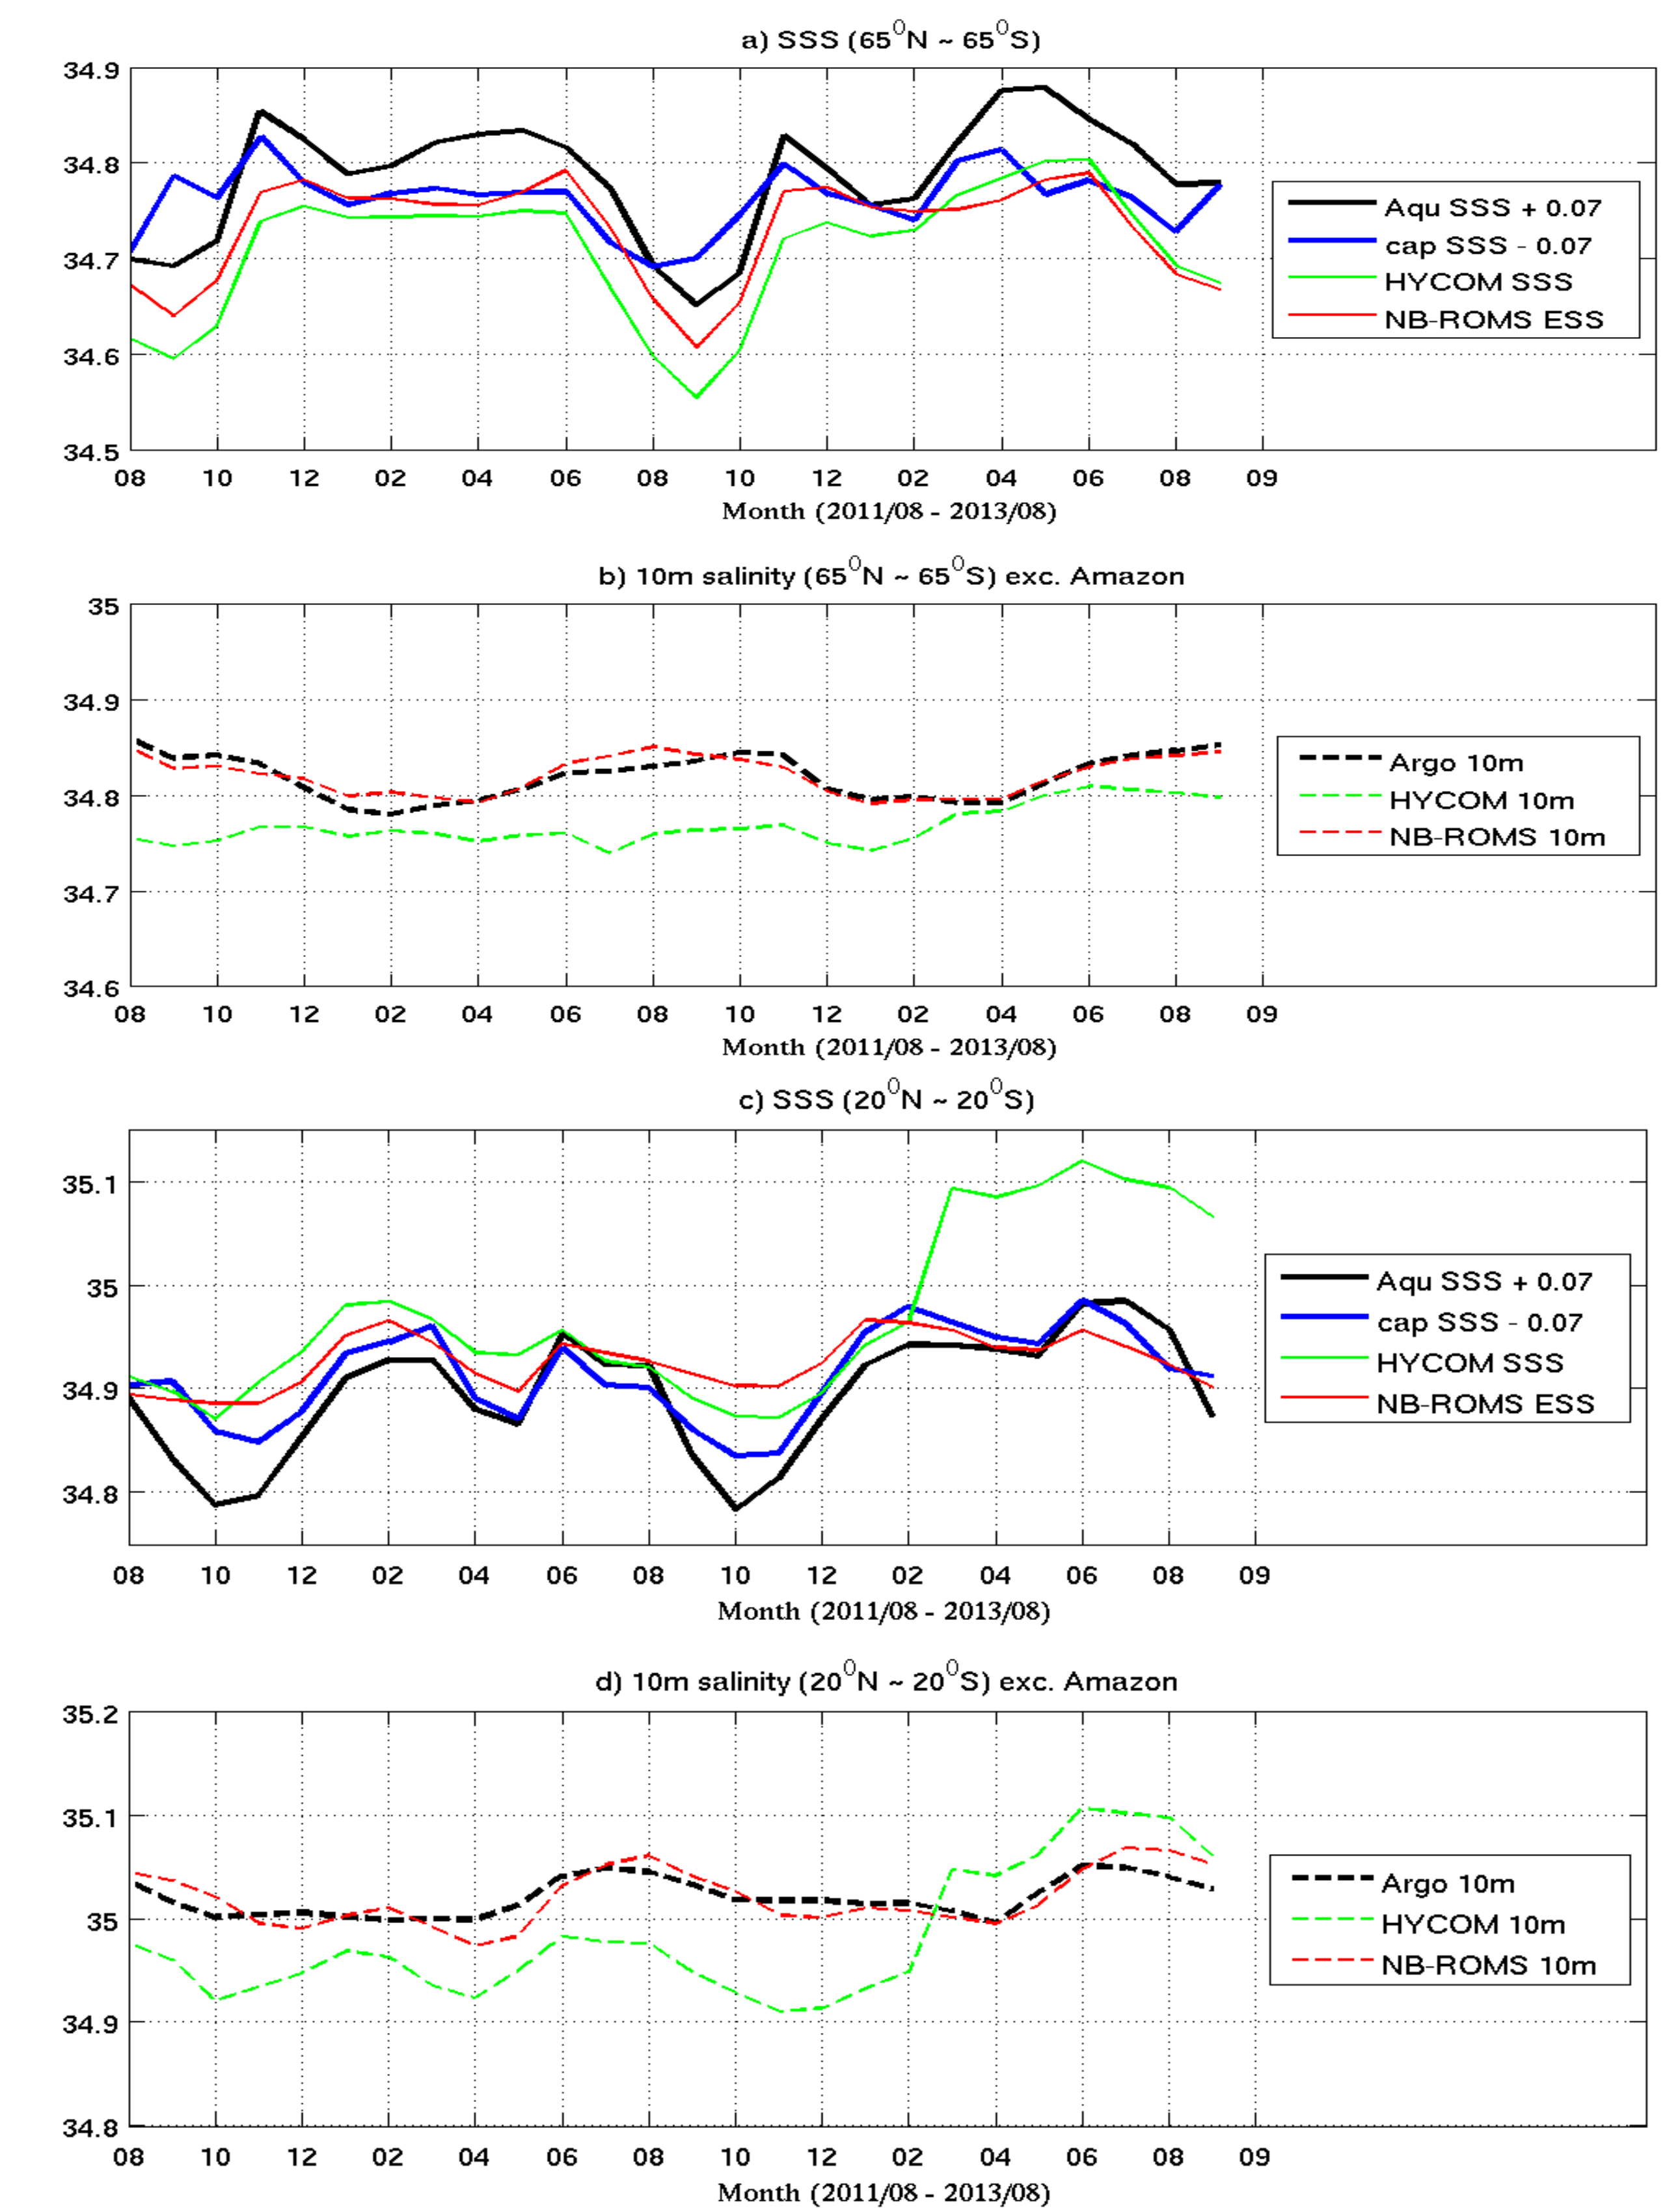 a) SSS (65⁰N ~ 65⁰S)
34.9
34.8
34.7
34.6
34.5
Aqu SSS + 0.07
cap SSS - 0.07
HYCOM SSS
NB-ROMS ESS
08 10 12 02 04 06 08 10 12 02 04 06 08 09
Month (2011/08 - 2013/08)
b) 10m salinity (65⁰N ~ 65⁰S) exc. Amazon
35
34.9
34.8
34.7
34.6
Argo 10m
HYCOM 10m
NB-ROMS 10m
08 10 12 02 04 06 08 10 12 02 04 06 08 09
Month (2011/08 - 2013/08)
c) SSS (20⁰N ~ 20⁰S)
35.1
35
34.9
34.8
Aqu SSS + 0.07
cap SSS - 0.07
HYCOM SSS
NB-ROMS ESS
08 10 12 02 04 06 08 10 12 02 04 06 08 09
Month (2011/08 - 2013/08)
d) 10m salinity (20⁰N ~ 20⁰S) exc. Amazon
35.2
35.1
35
34.9
34.8
Argo 10m
HYCOM 10m
NB-ROMS 10m
08 10 12 02 04 06 08 10 12 02 04 06 08 09
Month (2011/08 - 2013/08)